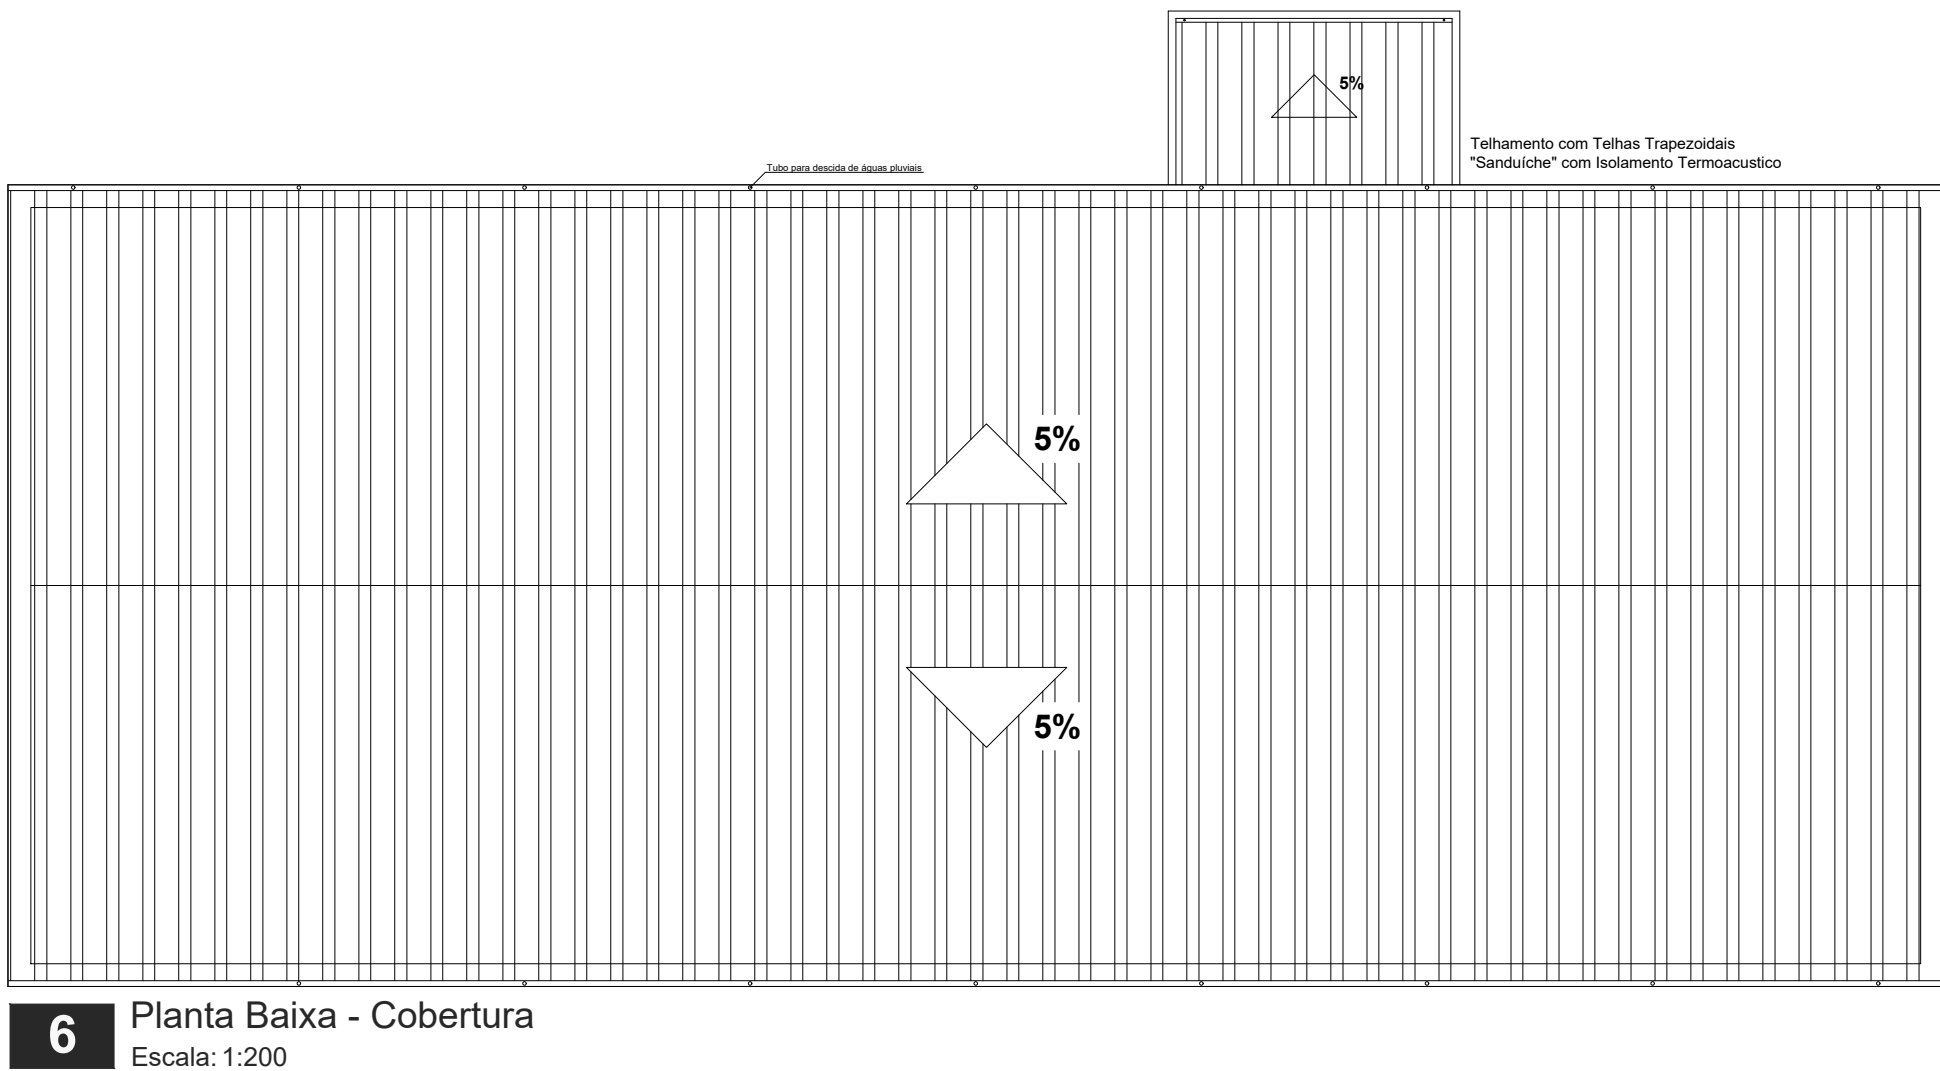 5%
Telhamento com Telhas Trapezoidais
"Sanduíche" com Isolamento Termoacustico
Tubo para descida de águas pluviais
5%
5%
6
Planta Baixa - Cobertura
Escala: 1:200